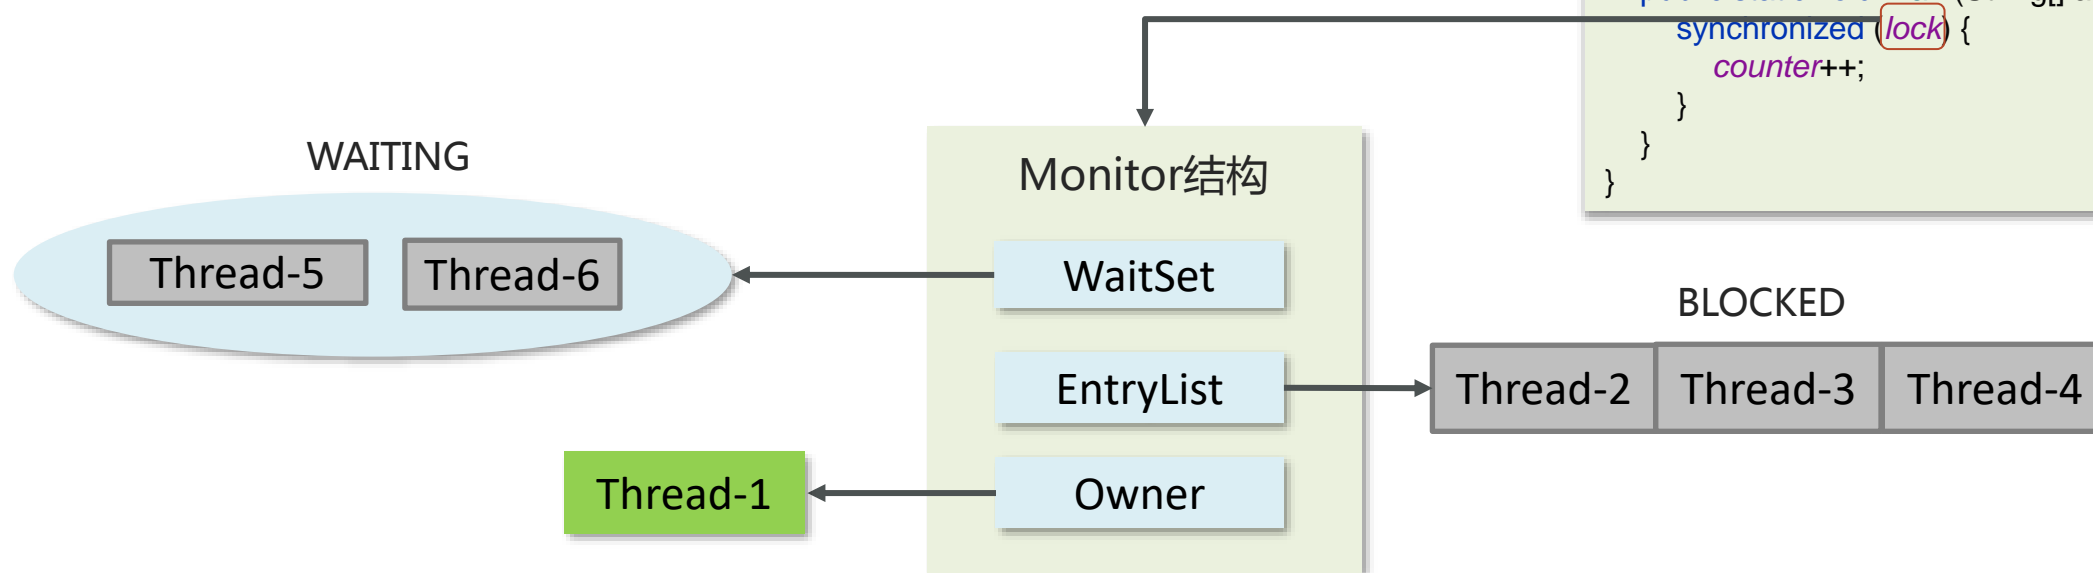 synchronized (lock) {
counter++;
}
}
}
WAITING
Monitor结构
Thread-5
Thread-6
WaitSet
BLOCKED
EntryList
Thread-2
Thread-3
Thread-4
Thread-1
Owner